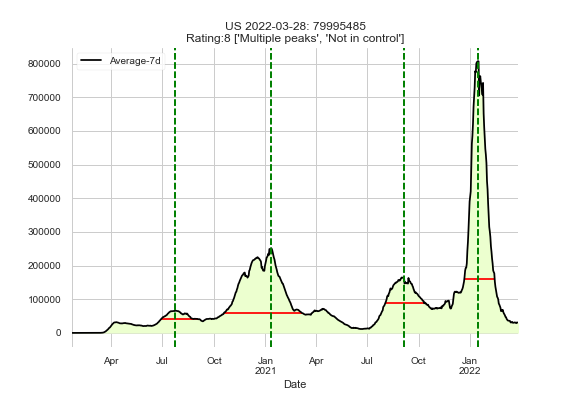 US 2022-03-28: 79995485
Rating:8 ['Multiple peaks', 'Not in control']
Average-7d
800000
700000
600000
500000
400000
300000
200000
100000
0
Apr Jul Oct Jan Apr Jul Oct Jan
2021 2022
Date